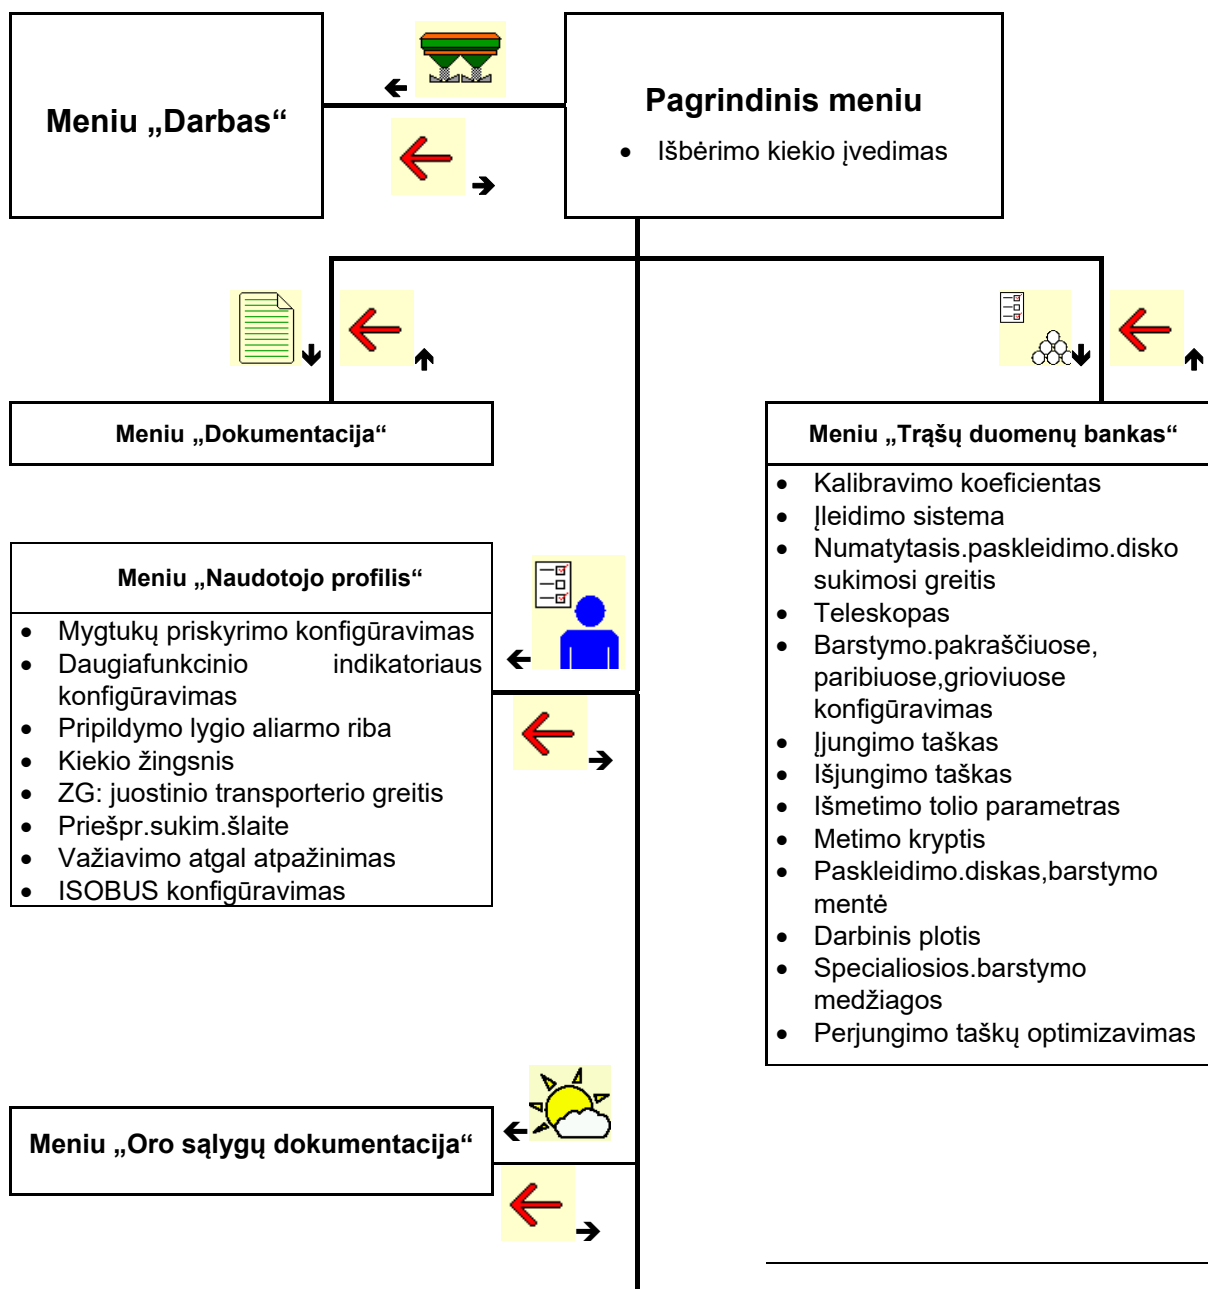 Meniu „Darbas“
Pagrindinis meniu
• Išbėrimo kiekio įvedimas
Meniu „Dokumentacija“
Meniu „Naudotojo profilis“
• Mygtukų priskyrimo konfigūravimas
• Daugiafunkcinio indikatoriaus
konfigūravimas
• Pripildymo lygio aliarmo riba
• Kiekio žingsnis
• ZG: juostinio transporterio greitis
• Priešpr.sukim.šlaite
• Važiavimo atgal atpažinimas
• ISOBUS konfigūravimas
Meniu „Oro sąlygų dokumentacija“
Meniu „Trąšų duomenų bankas“
• Kalibravimo koeficientas
• Įleidimo sistema
• Numatytasis.paskleidimo.disko
sukimosi greitis
• Teleskopas
• Barstymo.pakraščiuose,
paribiuose,grioviuose
konfigūravimas
• Įjungimo taškas
• Išjungimo taškas
• Išmetimo tolio parametras
• Metimo kryptis
• Paskleidimo.diskas,barstymo
mentė
• Darbinis plotis
• Specialiosios.barstymo
medžiagos
• Perjungimo taškų optimizavimas